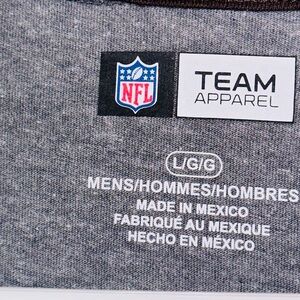 NFL
TEAM
APPAREL
L/G/G
MENS/HOMMES/HOMBRES
MADE IN MEXICO
FABRIQUÉ AU MEXIQUE
HECHO EN MÉXICO